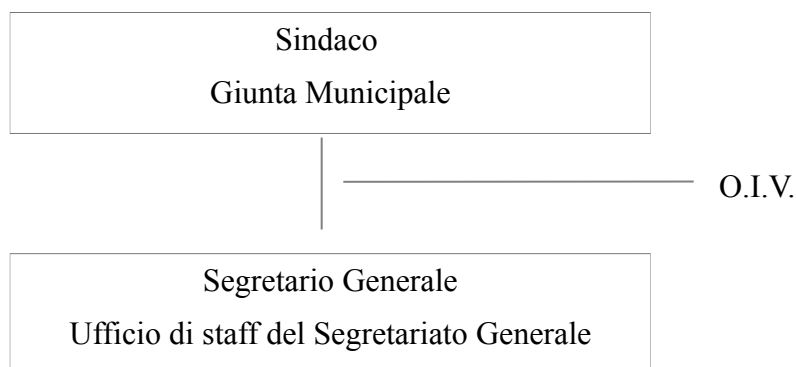 Sindaco
Giunta Municipale
O.I.V.
Segretario Generale
Ufficio di staff del Segretariato Generale